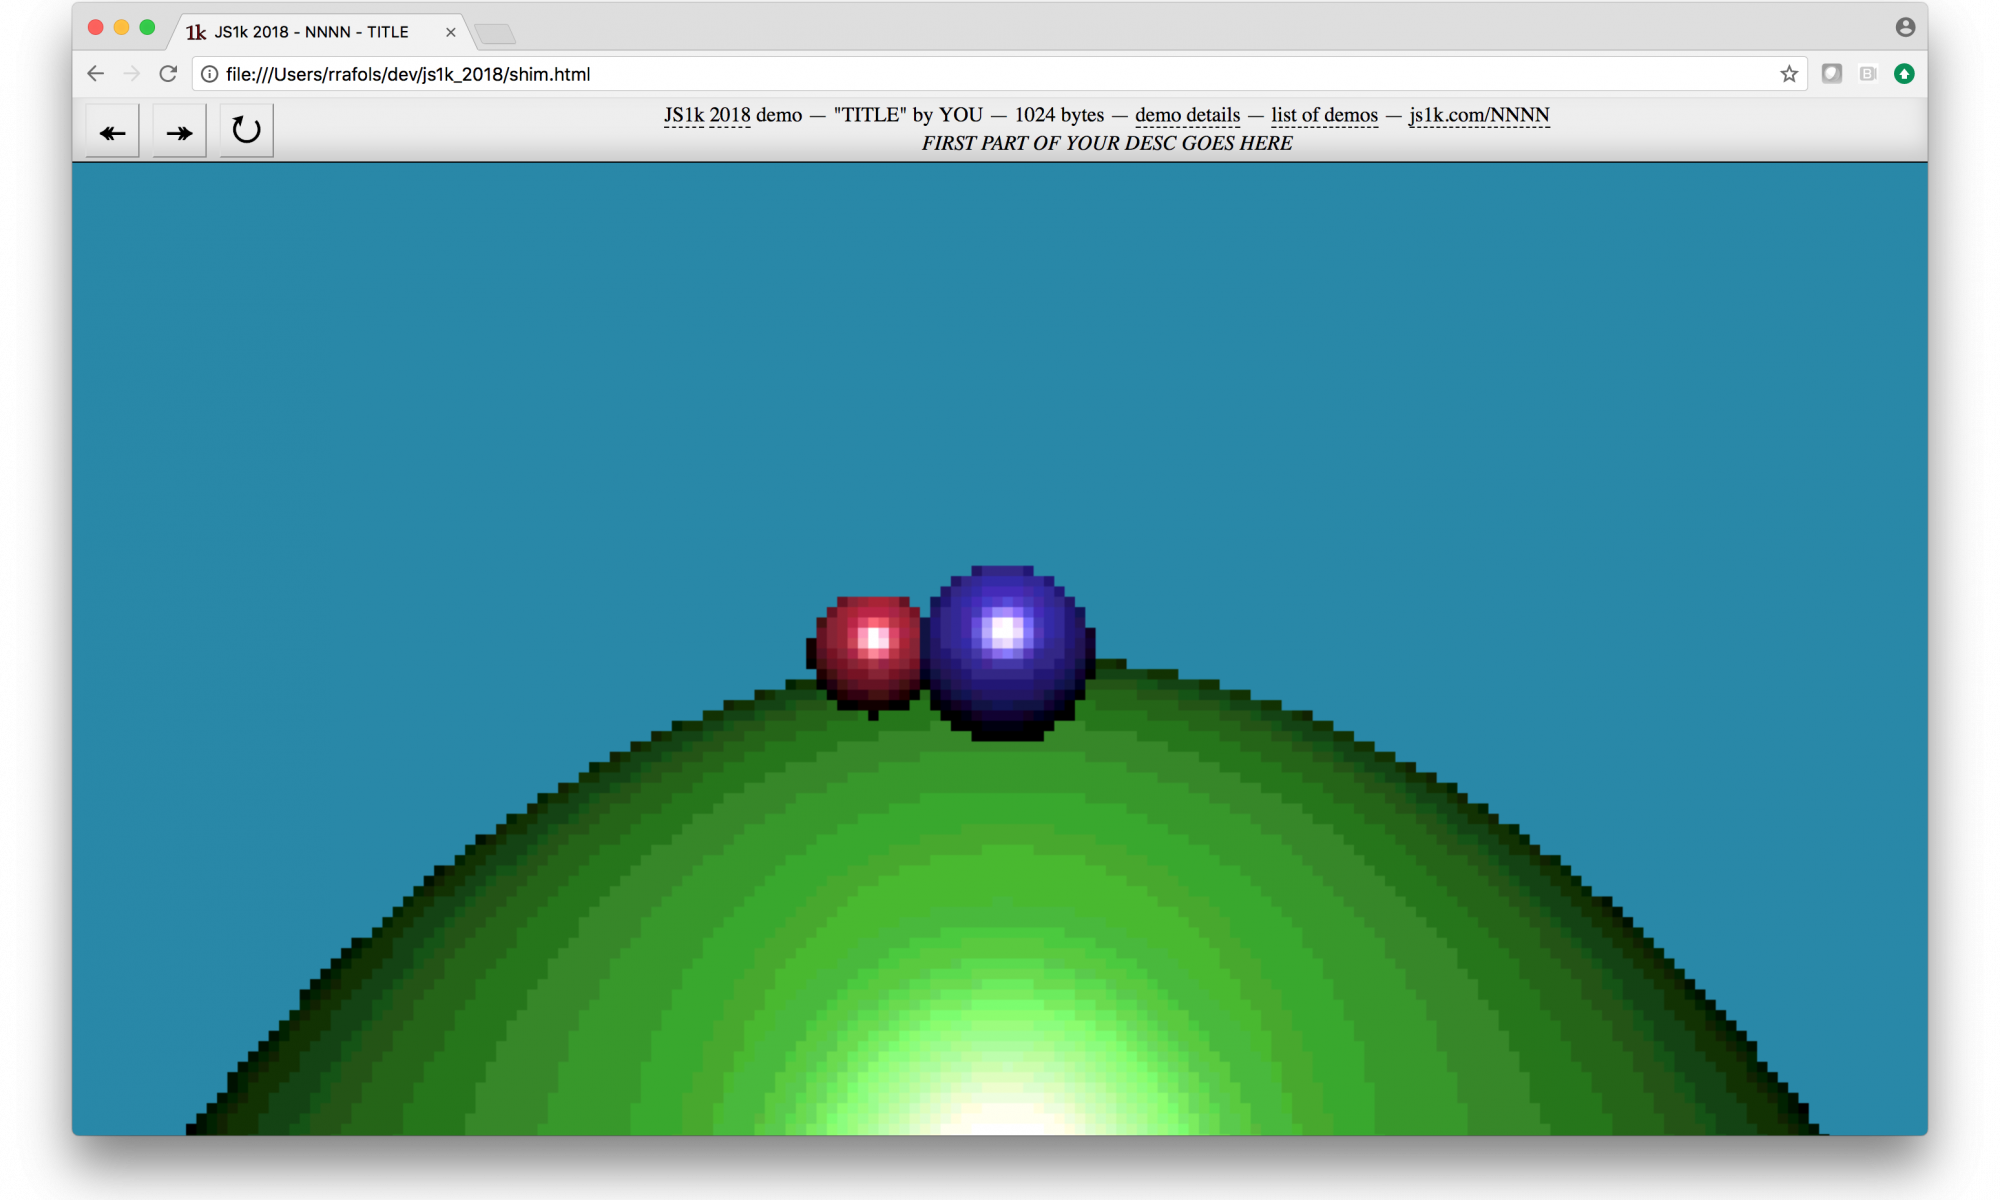 1k JS1k 2018 - NNNN - TITLE
file:///Users/rrafols/dev/js1k_2018/shim.html
JS1k 2018 demo — "TITLE" by YOU — 1024 bytes — demo details — list of demos — js1k.com/NNNN
FIRST PART OF YOUR DESC GOES HERE